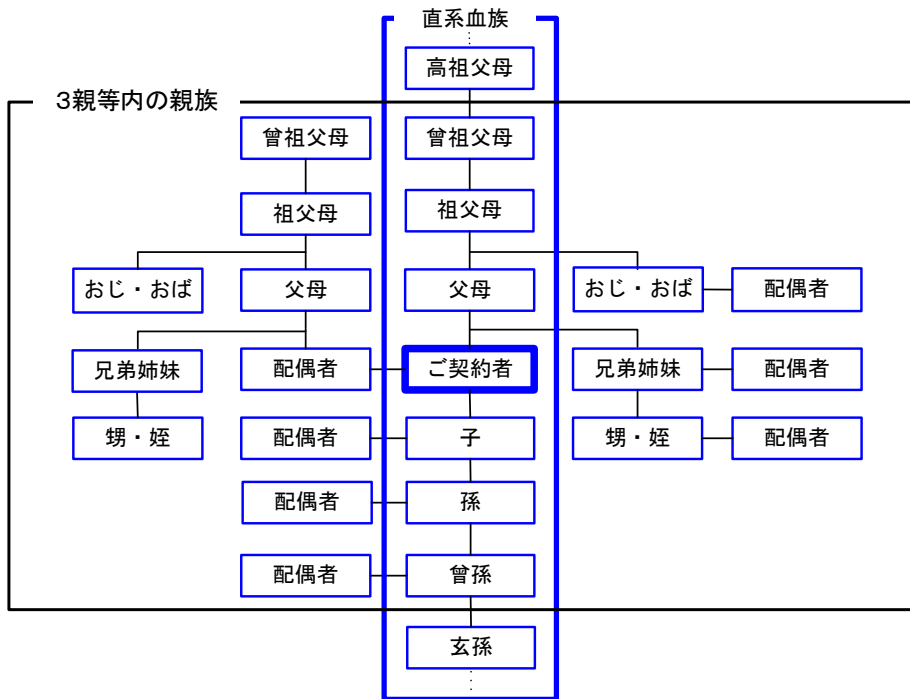 直系血族
高祖父母
3親等内の親族
曾祖父母
曾祖父母
祖父母
祖父母
おじ・おば
父母
父母
おじ・おば
配偶者
兄弟姉妹
配偶者
ご契約者
兄弟姉妹
配偶者
甥・姪
配偶者
子
甥・姪
配偶者
配偶者
孫
配偶者
曾孫
玄孫